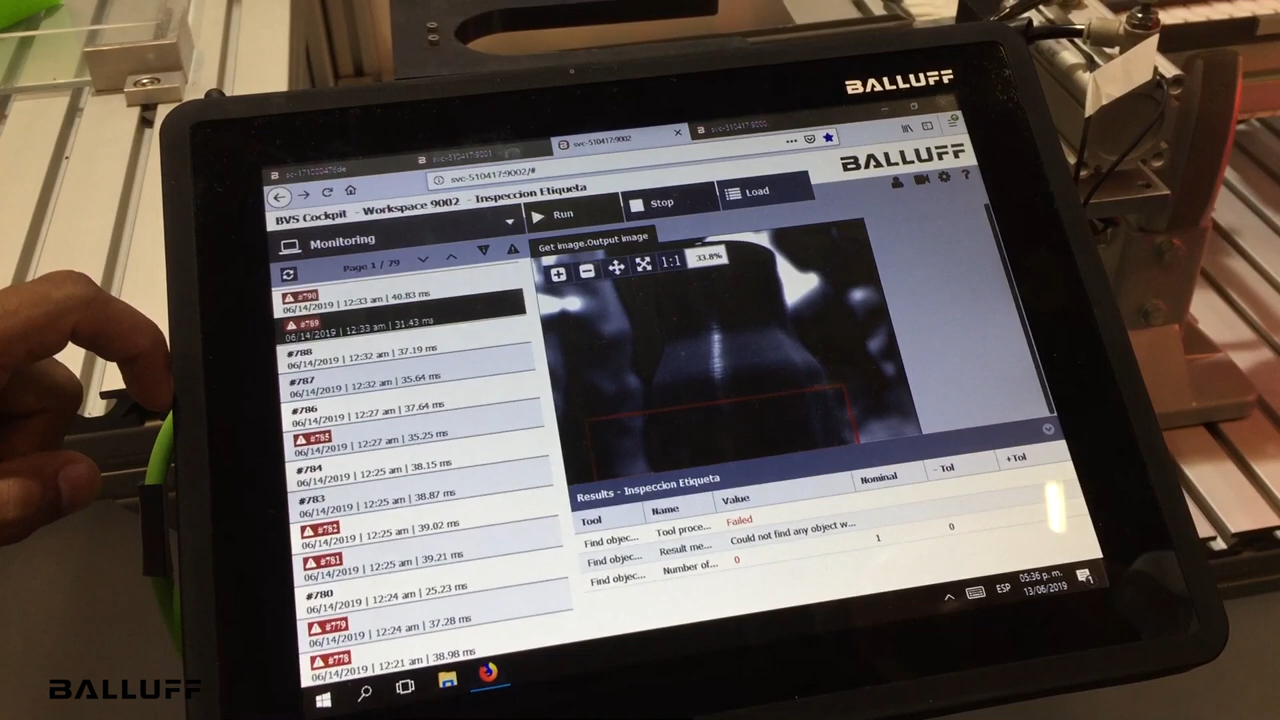 BALLUFF
svc-510417:9001
svc-510417:9002
svc-510417:9002/#
BALLUFF
BVS Cockpit - Workspace 9002 - Inspeccion Etiqueta
Monitoring
Run
Stop
Load
Page 1 / 79
Get image.Output image
1:1
33.8%
#790
06/14/2019 | 12:33 am | 40.83 ms
#789
06/14/2019 | 12:33 am | 31.43 ms
#788
06/14/2019 | 12:32 am | 37.19 ms
#787
06/14/2019 | 12:32 am | 35.64 ms
#786
06/14/2019 | 12:27 am | 37.64 ms
#785
06/14/2019 | 12:27 am | 35.25 ms
#784
06/14/2019 | 12:25 am | 38.15 ms
#783
06/14/2019 | 12:25 am | 38.87 ms
#782
06/14/2019 | 12:25 am | 39.02 ms
#781
06/14/2019 | 12:25 am | 39.21 ms
#780
06/14/2019 | 12:24 am | 25.23 ms
#779
06/14/2019 | 12:24 am | 37.28 ms
#778
06/14/2019 | 12:21 am | 38.98 ms
Results - Inspeccion Etiqueta
Tool Name Value Nominal - Tol +Tol
Find objec... Tool proce... Failed
Find objec... Result me... Could not find any object w...
Find objec... Number of... 0 1 0
ESP
05:36 p. m.
13/06/2019
BALLUFF